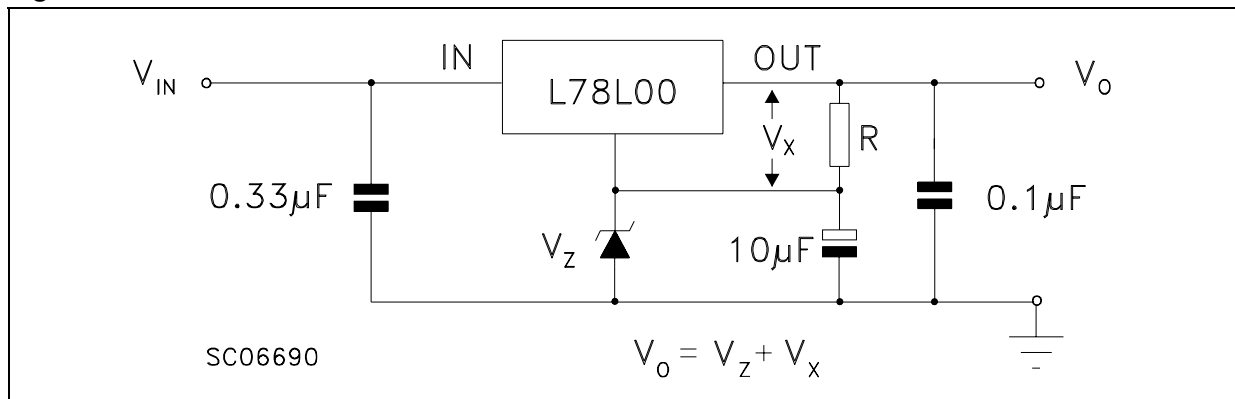 V_IN
IN
L78L00
OUT
V_O
V_X
R
0.33µF
V_Z
10µF
0.1µF
SC06690
V_O = V_Z + V_X